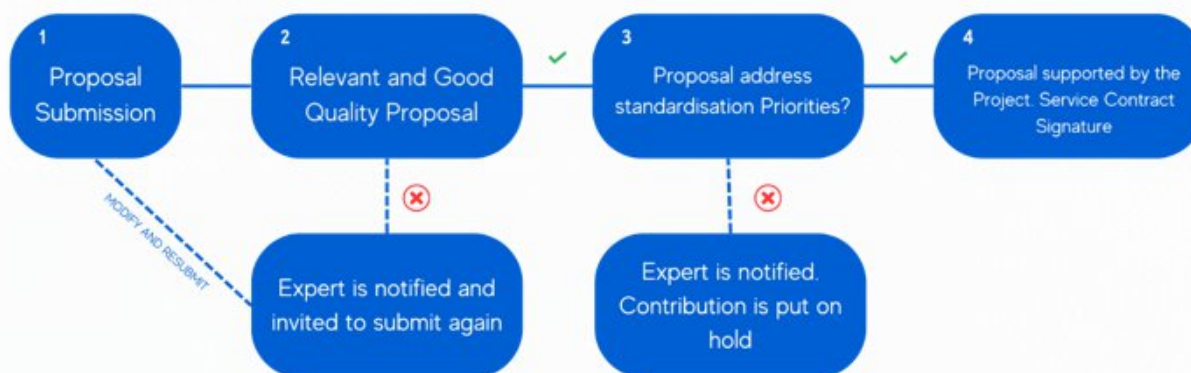 1
Proposal
Submission
2
Relevant and Good
Quality Proposal
3
Proposal address
standardisation Priorities?
4
Proposal supported by the
Project. Service Contract
Signature
MODIFY AND RESUBMIT
Expert is notified and
invited to submit again
Expert is notified.
Contribution is put on
hold